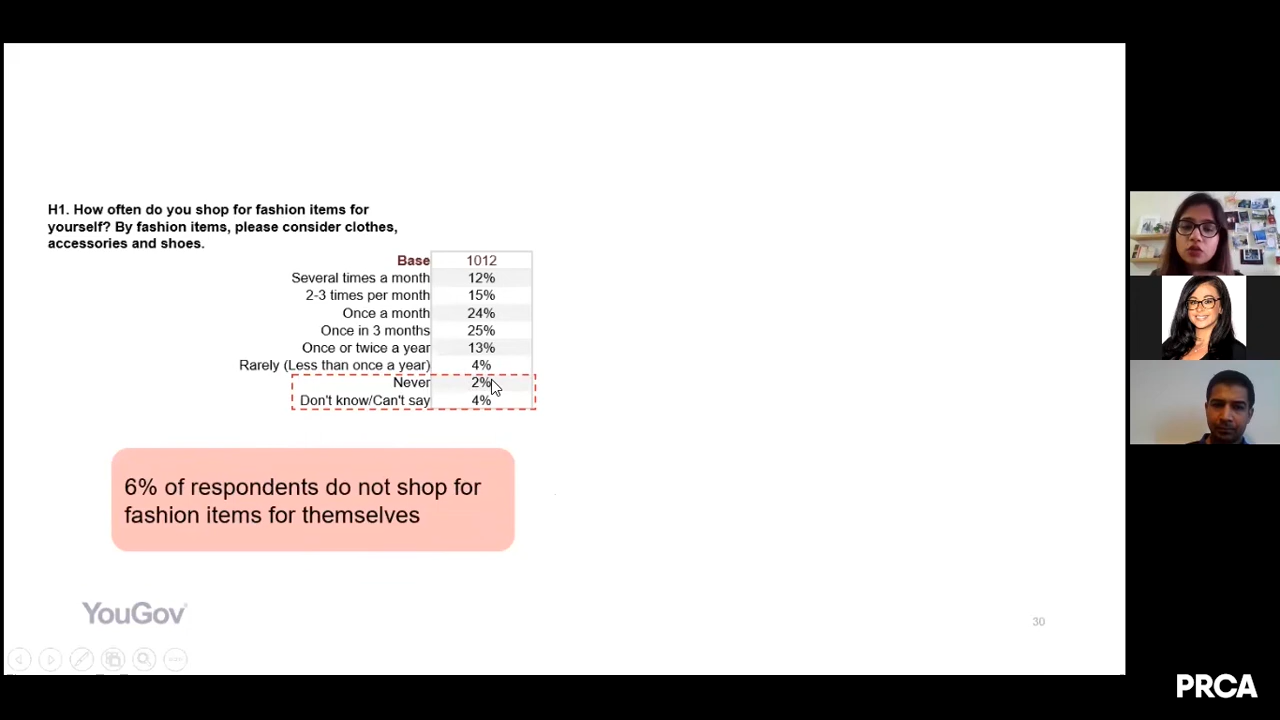 H1. How often do you shop for fashion items for
yourself? By fashion items, please consider clothes,
accessories and shoes.
Base 1012
Several times a month 12%
2-3 times per month 15%
Once a month 24%
Once in 3 months 25%
Once or twice a year 13%
Rarely (Less than once a year) 4%
Never 2%
Don't know/Can't say 4%
6% of respondents do not shop for
fashion items for themselves
YouGov
30
PRCA